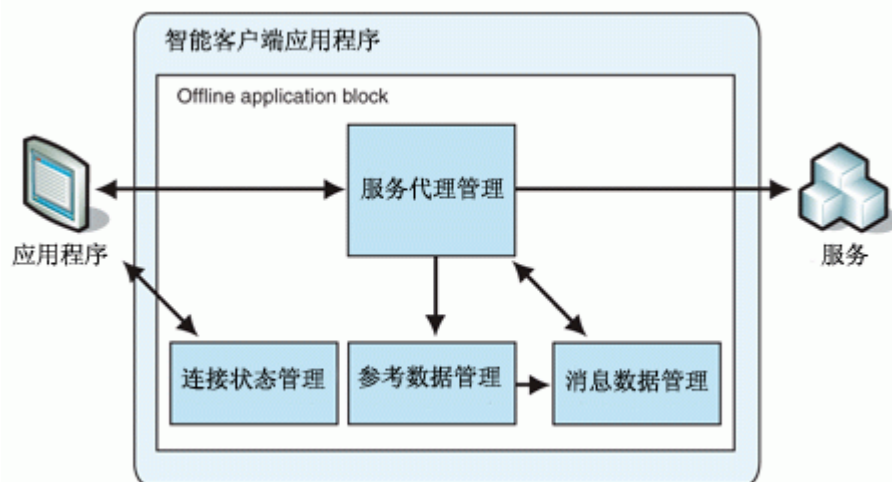 智能客户端应用程序
Offline application block
服务代理管理
应用程序
服务
连接状态管理
参考数据管理
消息数据管理